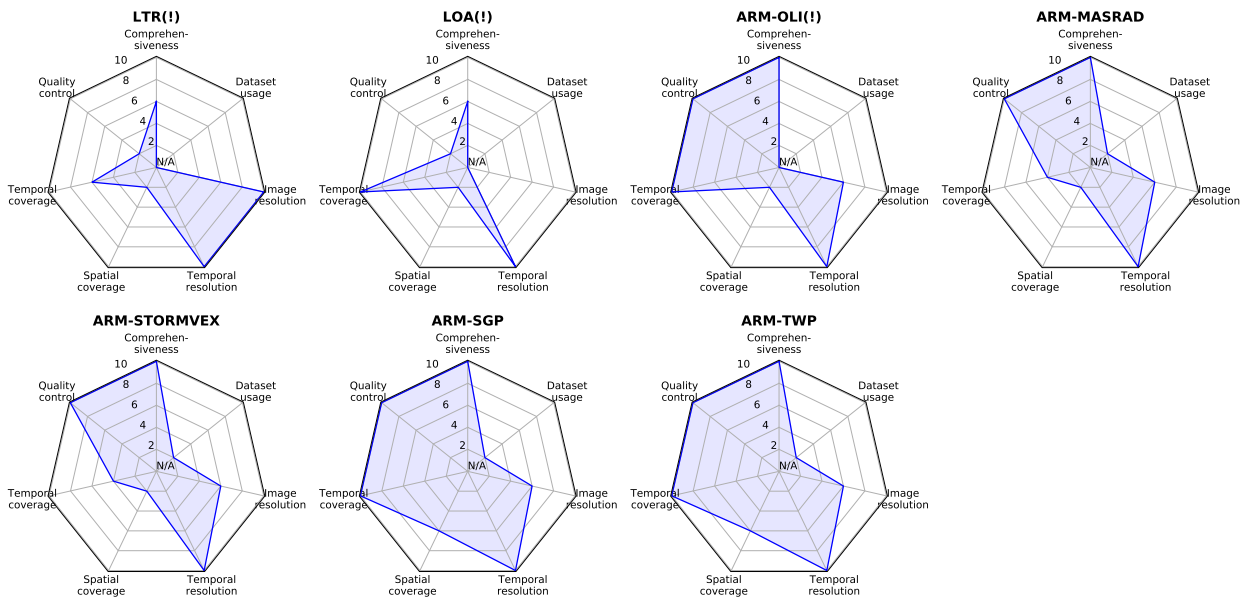 LTR(!)
Comprehen-
siveness
10
8
6
4
2
N/A
Quality
control
Dataset
usage
Temporal
coverage
Image
resolution
Spatial
coverage
Temporal
resolution
LOA(!)
Comprehen-
siveness
10
8
6
4
2
N/A
Quality
control
Dataset
usage
Temporal
coverage
Image
resolution
Spatial
coverage
Temporal
resolution
ARM-OLI(!)
Comprehen-
siveness
10
8
6
4
2
N/A
Quality
control
Dataset
usage
Temporal
coverage
Image
resolution
Spatial
coverage
Temporal
resolution
ARM-MASRAD
Comprehen-
siveness
10
8
6
4
2
N/A
Quality
control
Dataset
usage
Temporal
coverage
Image
resolution
Spatial
coverage
Temporal
resolution
ARM-STORMVEX
Comprehen-
siveness
10
8
6
4
2
N/A
Quality
control
Dataset
usage
Temporal
coverage
Image
resolution
Spatial
coverage
Temporal
resolution
ARM-SGP
Comprehen-
siveness
10
8
6
4
2
N/A
Quality
control
Dataset
usage
Temporal
coverage
Image
resolution
Spatial
coverage
Temporal
resolution
ARM-TWP
Comprehen-
siveness
10
8
6
4
2
N/A
Quality
control
Dataset
usage
Temporal
coverage
Image
resolution
Spatial
coverage
Temporal
resolution